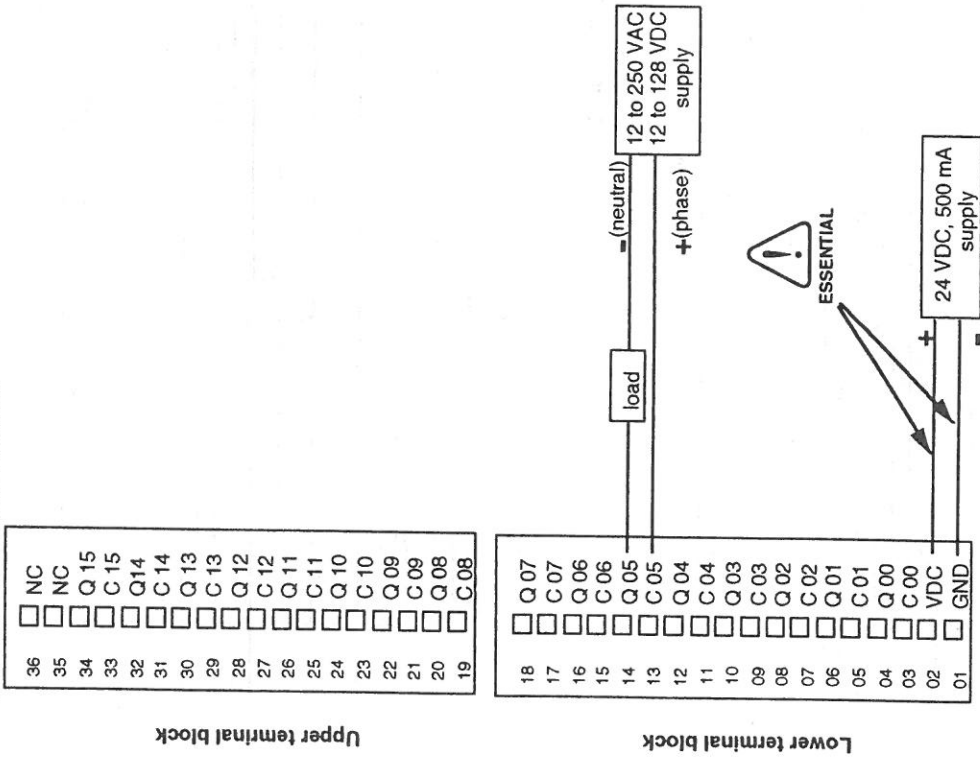 36 NC
35 NC
34 Q 15
33 C 15
32 Q14
31 C 14
30 Q 13
29 C 13
28 Q 12
27 C 12
26 Q 11
25 C 11
24 Q 10
23 C 10
22 Q 09
21 C 09
20 Q 08
19 C 08
Upper temrinal block
18 Q 07
17 C 07
16 Q 06
15 C 06
14 Q 05
13 C 05
12 Q 04
11 C 04
10 Q 03
09 C 03
08 Q 02
07 C 02
06 Q 01
05 C 01
04 Q 00
03 C 00
02 VDC
01 GND
Lower terminal block
load
- (neutral)
+(phase)
12 to 250 VAC
12 to 128 VDC
supply
!
ESSENTIAL
+
-
24 VDC, 500 mA
supply